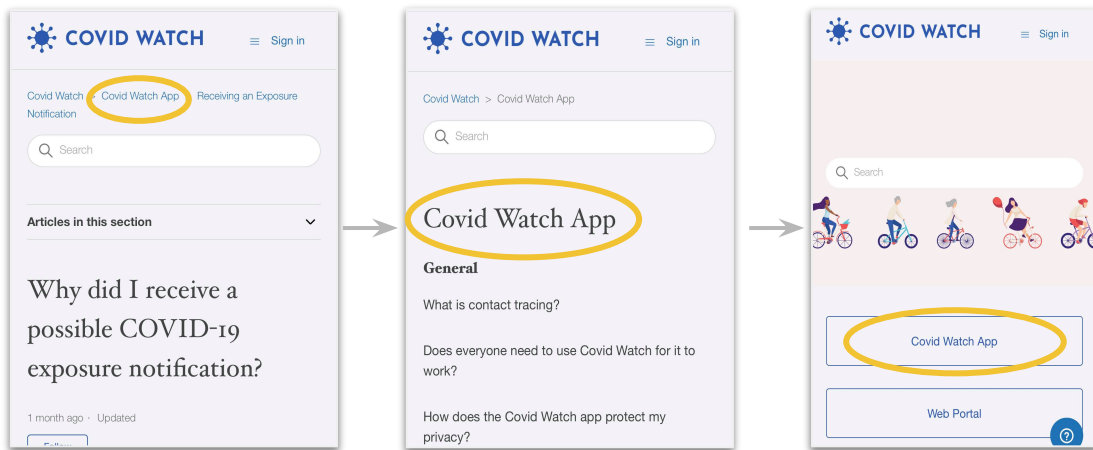 COVID WATCH
Sign in
Covid Watch > Covid Watch App Receiving an Exposure
Notification
Search
Articles in this section
Why did I receive a
possible COVID-19
exposure notification?
1 month ago · Updated
Follow
COVID WATCH
Sign in
Covid Watch > Covid Watch App
Search
Covid Watch App
General
What is contact tracing?
Does everyone need to use Covid Watch for it to
work?
How does the Covid Watch app protect my
privacy?
COVID WATCH
Sign in
Search
Covid Watch App
Web Portal
?